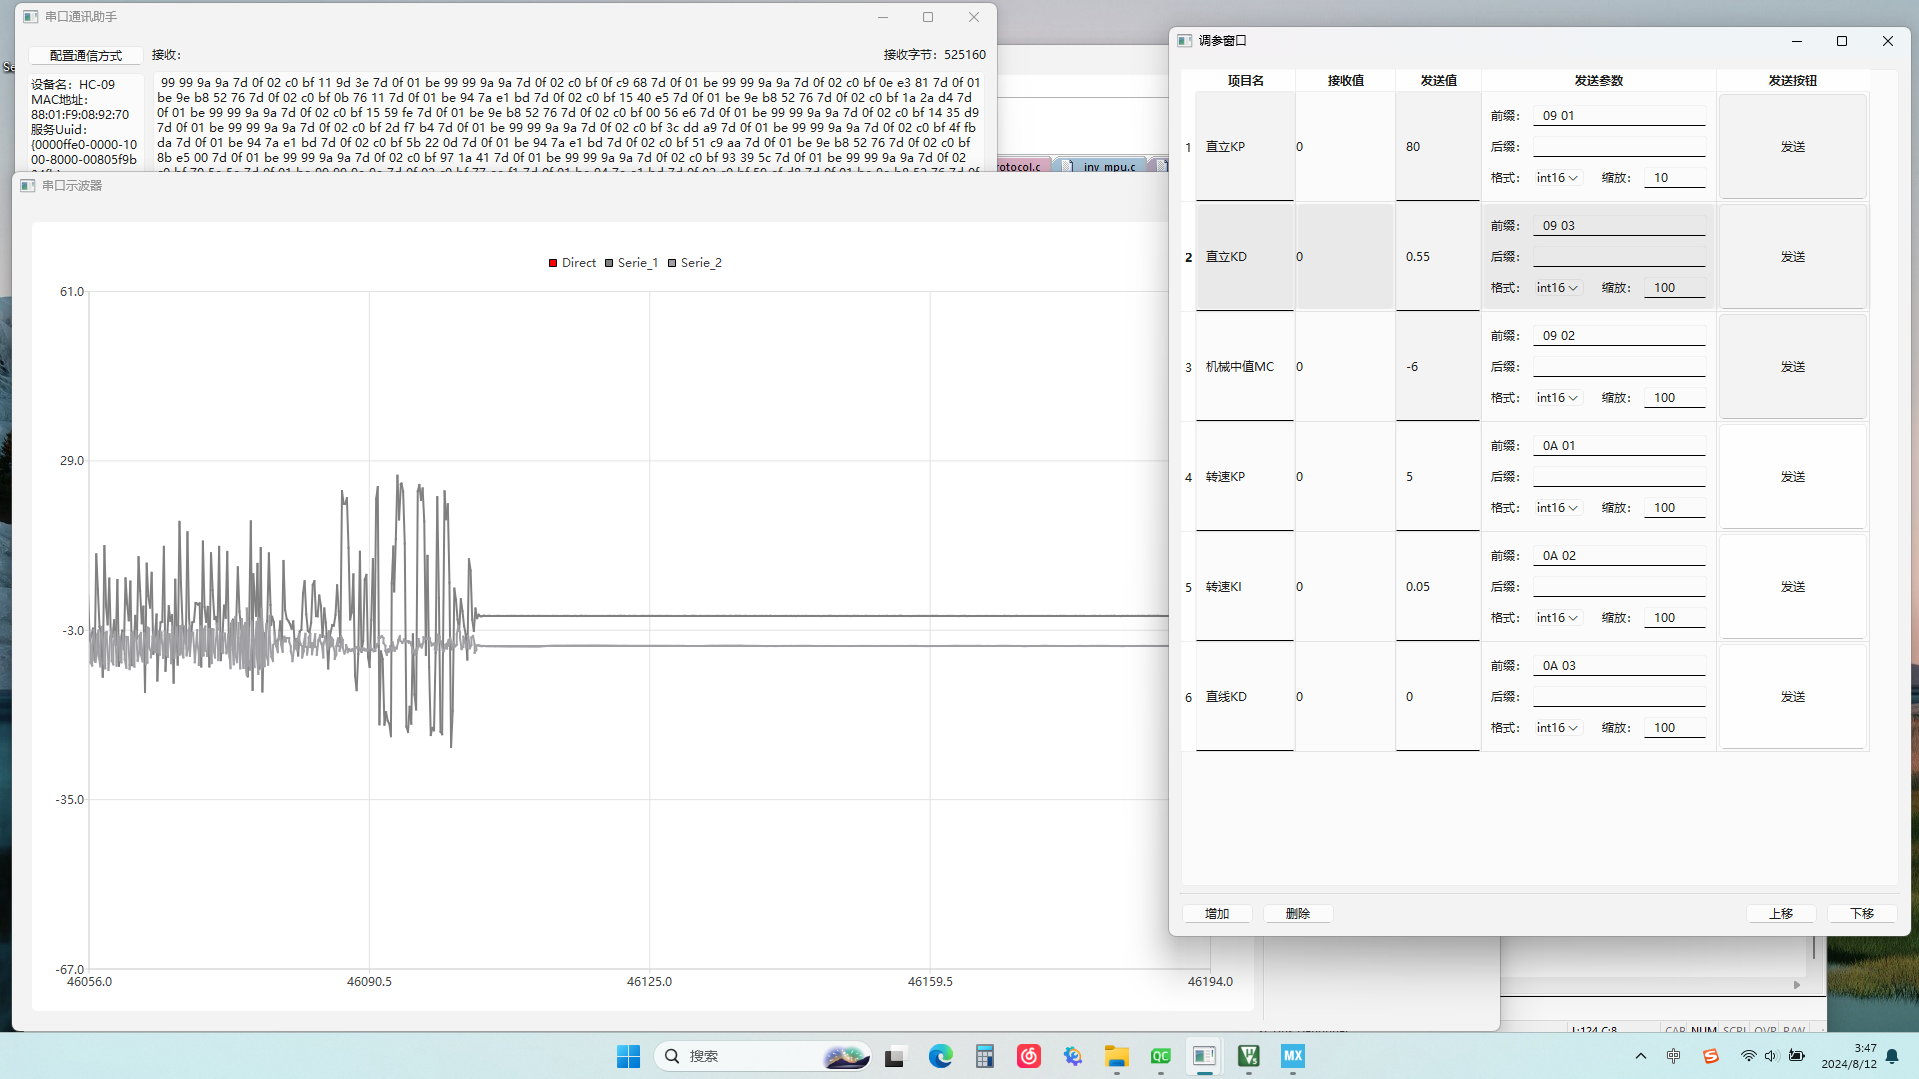 串口通讯助手
配置通信方式
接收：
接收字节：525160
设备名：HC-09
MAC地址：
88:01:F9:08:92:70
服务Uuid：
{0000ffe0-0000-10
00-8000-00805f9b
99 99 9a 9a 7d 0f 02 c0 bf 11 9d 3e 7d 0f 01 be 99 99 9a 9a 7d 0f 02 c0 bf 0f c9 68 7d 0f 01 be 99 99 9a 9a 7d 0f 02 c0 bf 0e e3 81 7d 0f 01
be 9e b8 52 76 7d 0f 02 c0 bf 0b 76 11 7d 0f 01 be 94 7a e1 bd 7d 0f 02 c0 bf 15 40 e5 7d 0f 01 be 9e b8 52 76 7d 0f 02 c0 bf 1a 2a d4 7d
0f 01 be 9e b8 52 76 7d 0f 02 c0 bf 15 59 fe 7d 0f 01 be 9e b8 52 76 7d 0f 02 c0 bf 00 56 e6 7d 0f 01 be 99 99 9a 9a 7d 0f 02 c0 bf 14 35 d9
7d 0f 01 be 99 99 9a 9a 7d 0f 02 c0 bf 2d f7 b4 7d 0f 01 be 99 99 9a 9a 7d 0f 02 c0 bf 3c dd a9 7d 0f 01 be 99 99 9a 9a 7d 0f 02 c0 bf 4f fb
da 7d 0f 01 be 94 7a e1 bd 7d 0f 02 c0 bf 5b 22 0d 7d 0f 01 be 94 7a e1 bd 7d 0f 02 c0 bf 51 c9 aa 7d 0f 01 be 9e b8 52 76 7d 0f 02 c0 bf
8b e5 00 7d 0f 01 be 99 99 9a 9a 7d 0f 02 c0 bf 97 1a 41 7d 0f 01 be 99 99 9a 9a 7d 0f 02 c0 bf 93 39 5c 7d 0f 01 be 99 99 9a 9a 7d 0f 02
rotocol.c
inv_mpu.c
串口示波器
Direct
Serie_1
Serie_2
61.0
29.0
-3.0
-35.0
-67.0
46056.0
46090.5
46125.0
46159.5
46194.0
调参窗口
项目名 接收值 发送值 发送参数 发送按钮
1 直立KP 0 80 发送
前缀： 09 01
后缀：
格式： int16 缩放： 10
2 直立KD 0 0.55 发送
前缀： 09 03
后缀：
格式： int16 缩放： 100
3 机械中值MC 0 -6 发送
前缀： 09 02
后缀：
格式： int16 缩放： 100
4 转速KP 0 5 发送
前缀： 0A 01
后缀：
格式： int16 缩放： 100
5 转速KI 0 0.05 发送
前缀： 0A 02
后缀：
格式： int16 缩放： 100
6 直线KD 0 0 发送
前缀： 0A 03
后缀：
格式： int16 缩放： 100
增加
删除
上移
下移
L:124 C:8
CAP NUM SCRL OVR R/W
搜索
QC
MX
中
3:47
2024/8/12